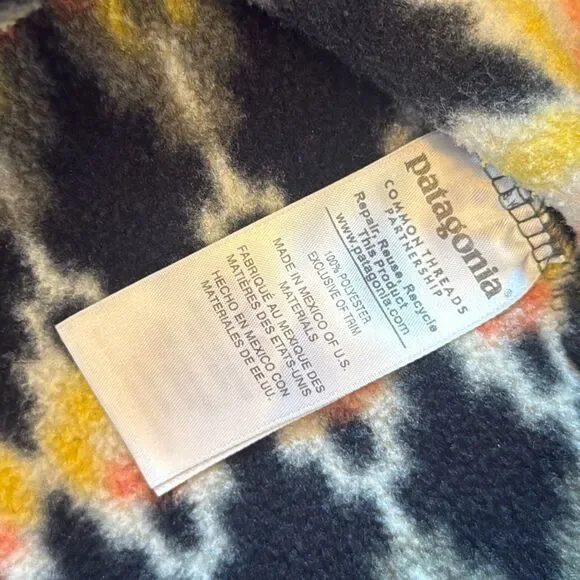 patagonia®
COMMON THREADS
PARTNERSHIP
Repair, Reuse, Recycle
This Product
www.patagonia.com
100% POLYESTER
EXCLUSIVE OF TRIM
MADE IN MEXICO OF U.S.
MATERIALS
FABRIQUÉ AU MEXIQUE DES
MATIÈRES DES ETATS-UNIS
HECHO EN MEXICO CON
MATERIALES DE EE.UU.